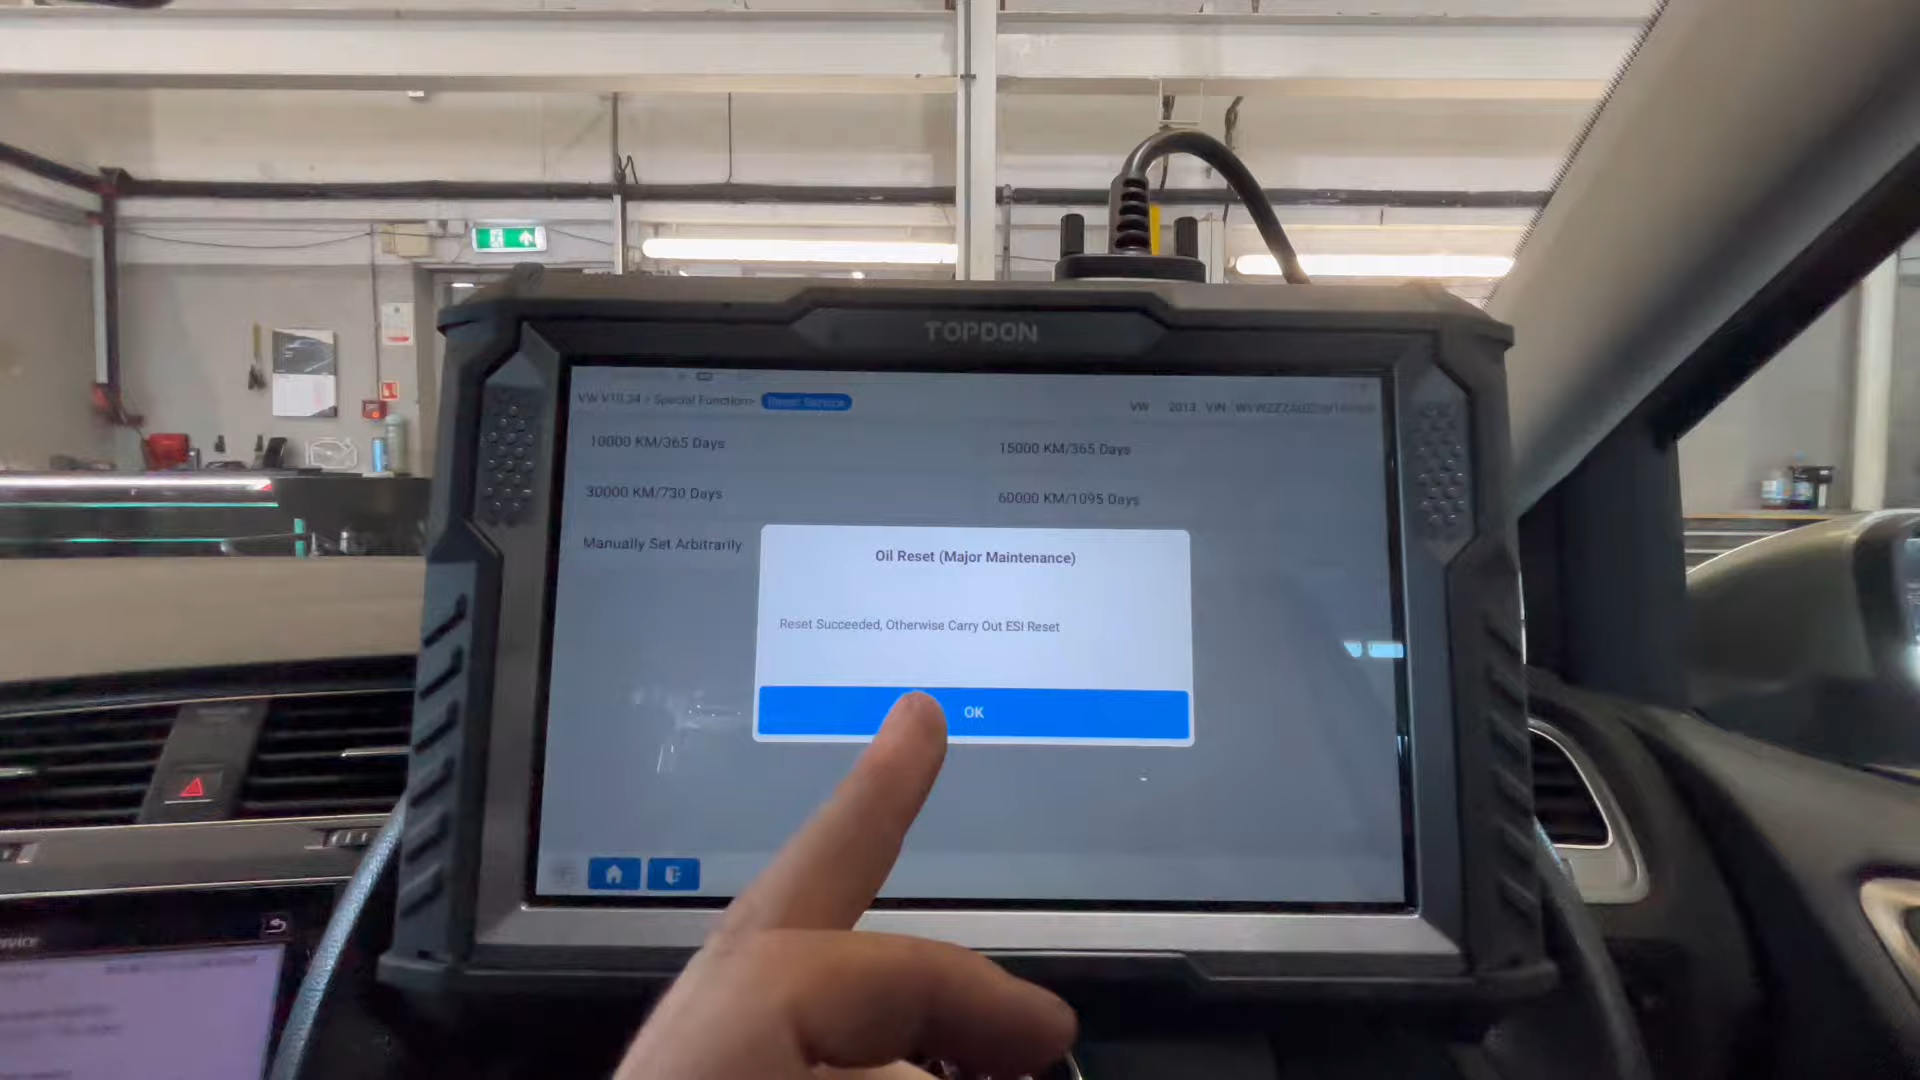 TOPDON
VW V10.34 > Special Function> Reset Service
VW 2013
VIN
10000 KM/365 Days
15000 KM/365 Days
30000 KM/730 Days
60000 KM/1095 Days
Manually Set Arbitrarily
Oil Reset (Major Maintenance)
Reset Succeeded, Otherwise Carry Out ESI Reset
OK